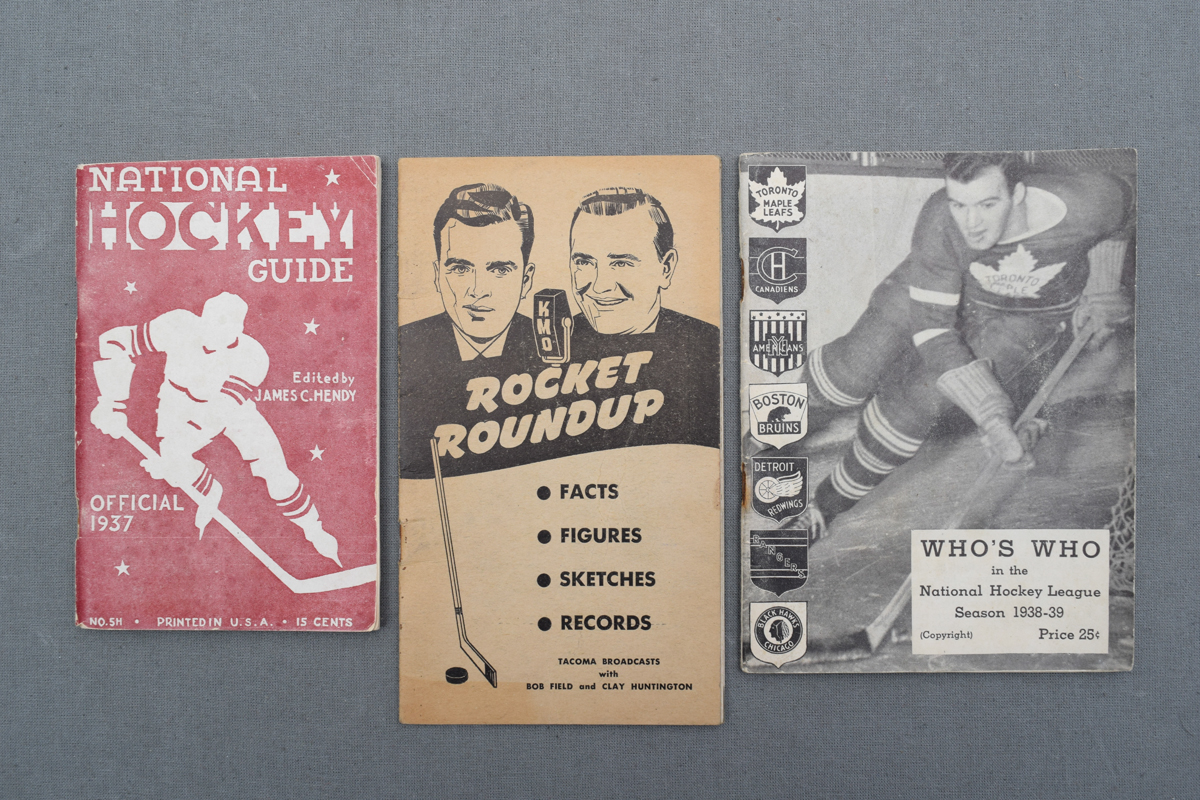 NATIONAL
HOCKEY
GUIDE
Edited by
JAMES C. HENDY
OFFICIAL
1937
NO. 5H • PRINTED IN U.S.A. • 15 CENTS
KMO
ROCKET
ROUNDUP
● FACTS
● FIGURES
● SKETCHES
● RECORDS
TACOMA BROADCASTS
with
BOB FIELD and CLAY HUNTINGTON
TORONTO
MAPLE
LEAFS
CH
CANADIENS
NY
AMERICANS
BOSTON
BRUINS
DETROIT
REDWINGS
RANGERS
BLACK HAWKS
CHICAGO
TORONTO
MAPLE
WHO'S WHO
in the
National Hockey League
Season 1938-39
(Copyright) Price 25¢